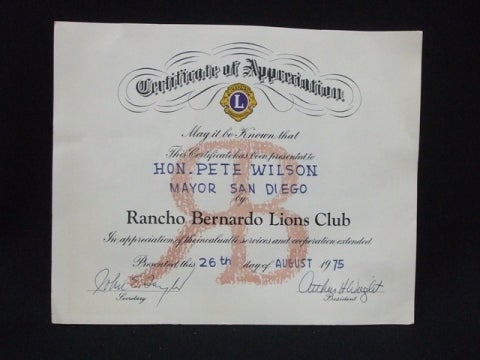 Certificate of Appreciation
L
May it be Known that
This Certificate has been presented to
HON. PETE WILSON
MAYOR SAN DIEGO
by
Rancho Bernardo Lions Club
In appreciation of the invaluable services and cooperation extended
RB
Presented this 26th day of AUGUST 1975
Secretary
President